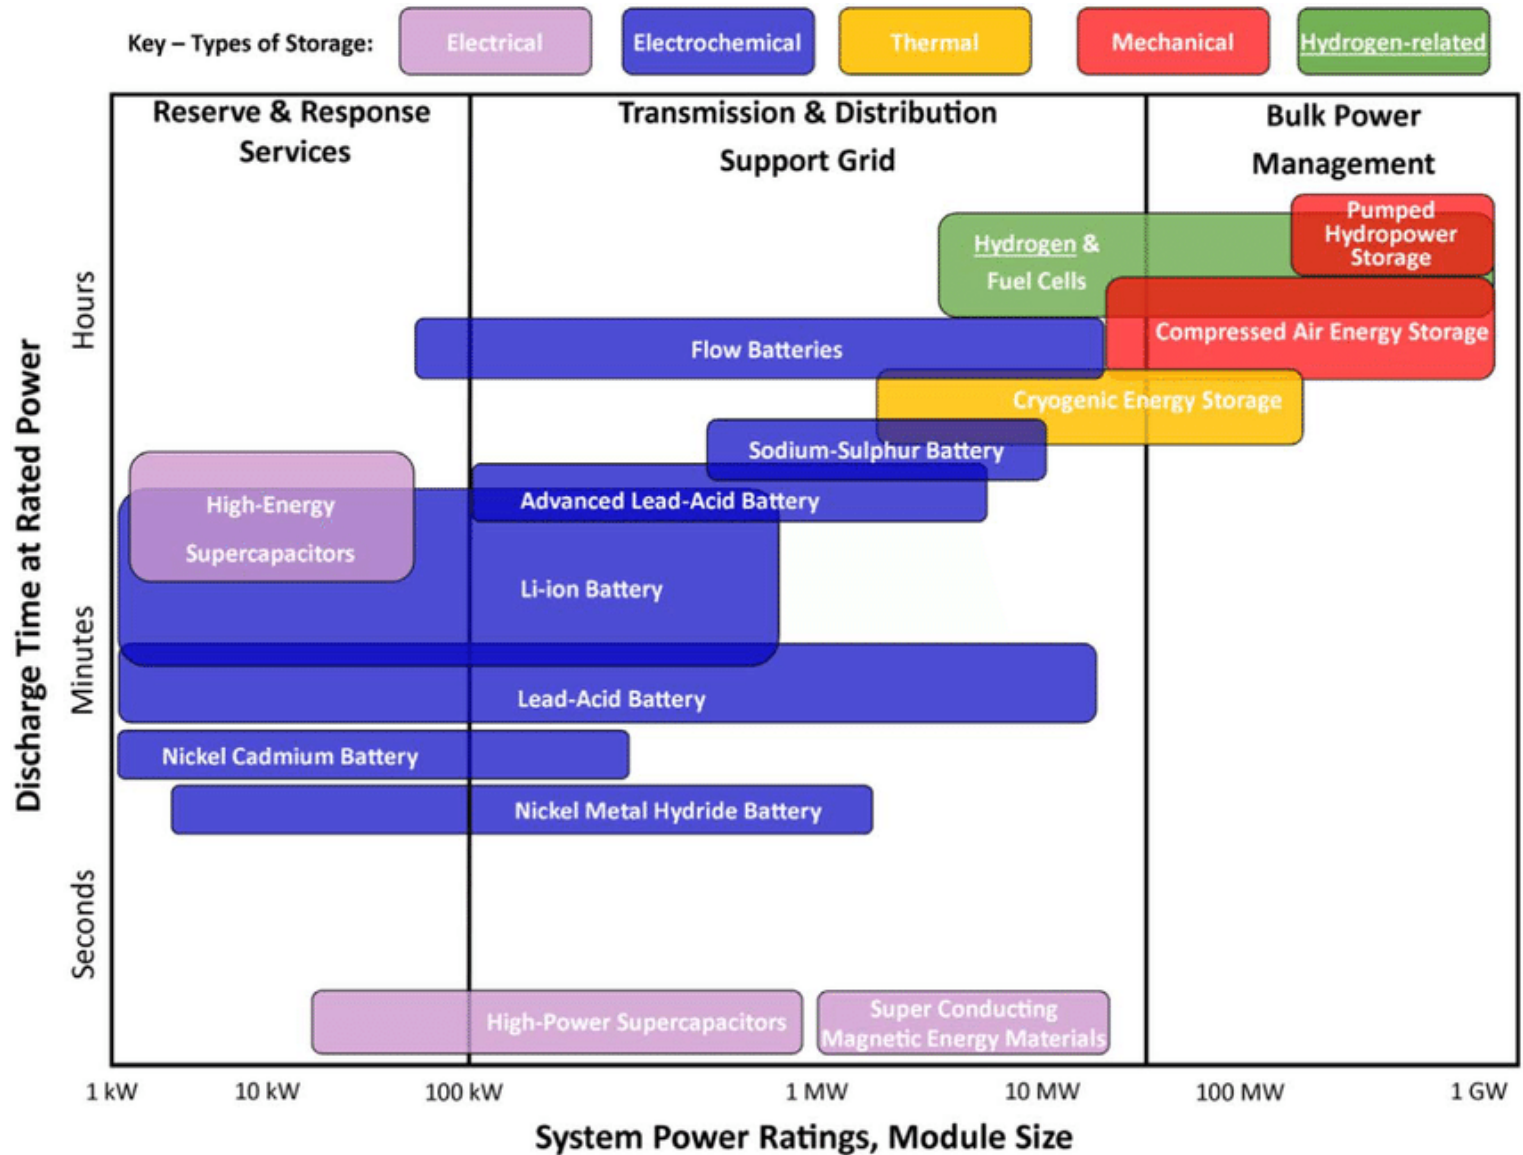 Key – Types of Storage:
Electrical
Electrochemical
Thermal
Mechanical
Hydrogen-related
Reserve & Response
Services
Transmission & Distribution
Support Grid
Bulk Power
Management
Pumped
Hydropower
Storage
Hydrogen &
Fuel Cells
Compressed Air Energy Storage
Flow Batteries
Cryogenic Energy Storage
Sodium-Sulphur Battery
Advanced Lead-Acid Battery
High-Energy
Supercapacitors
Li-ion Battery
Lead-Acid Battery
Nickel Cadmium Battery
Nickel Metal Hydride Battery
High-Power Supercapacitors
Super Conducting
Magnetic Energy Materials
Discharge Time at Rated Power
Hours
Minutes
Seconds
1 kW
10 kW
100 kW
1 MW
10 MW
100 MW
1 GW
System Power Ratings, Module Size